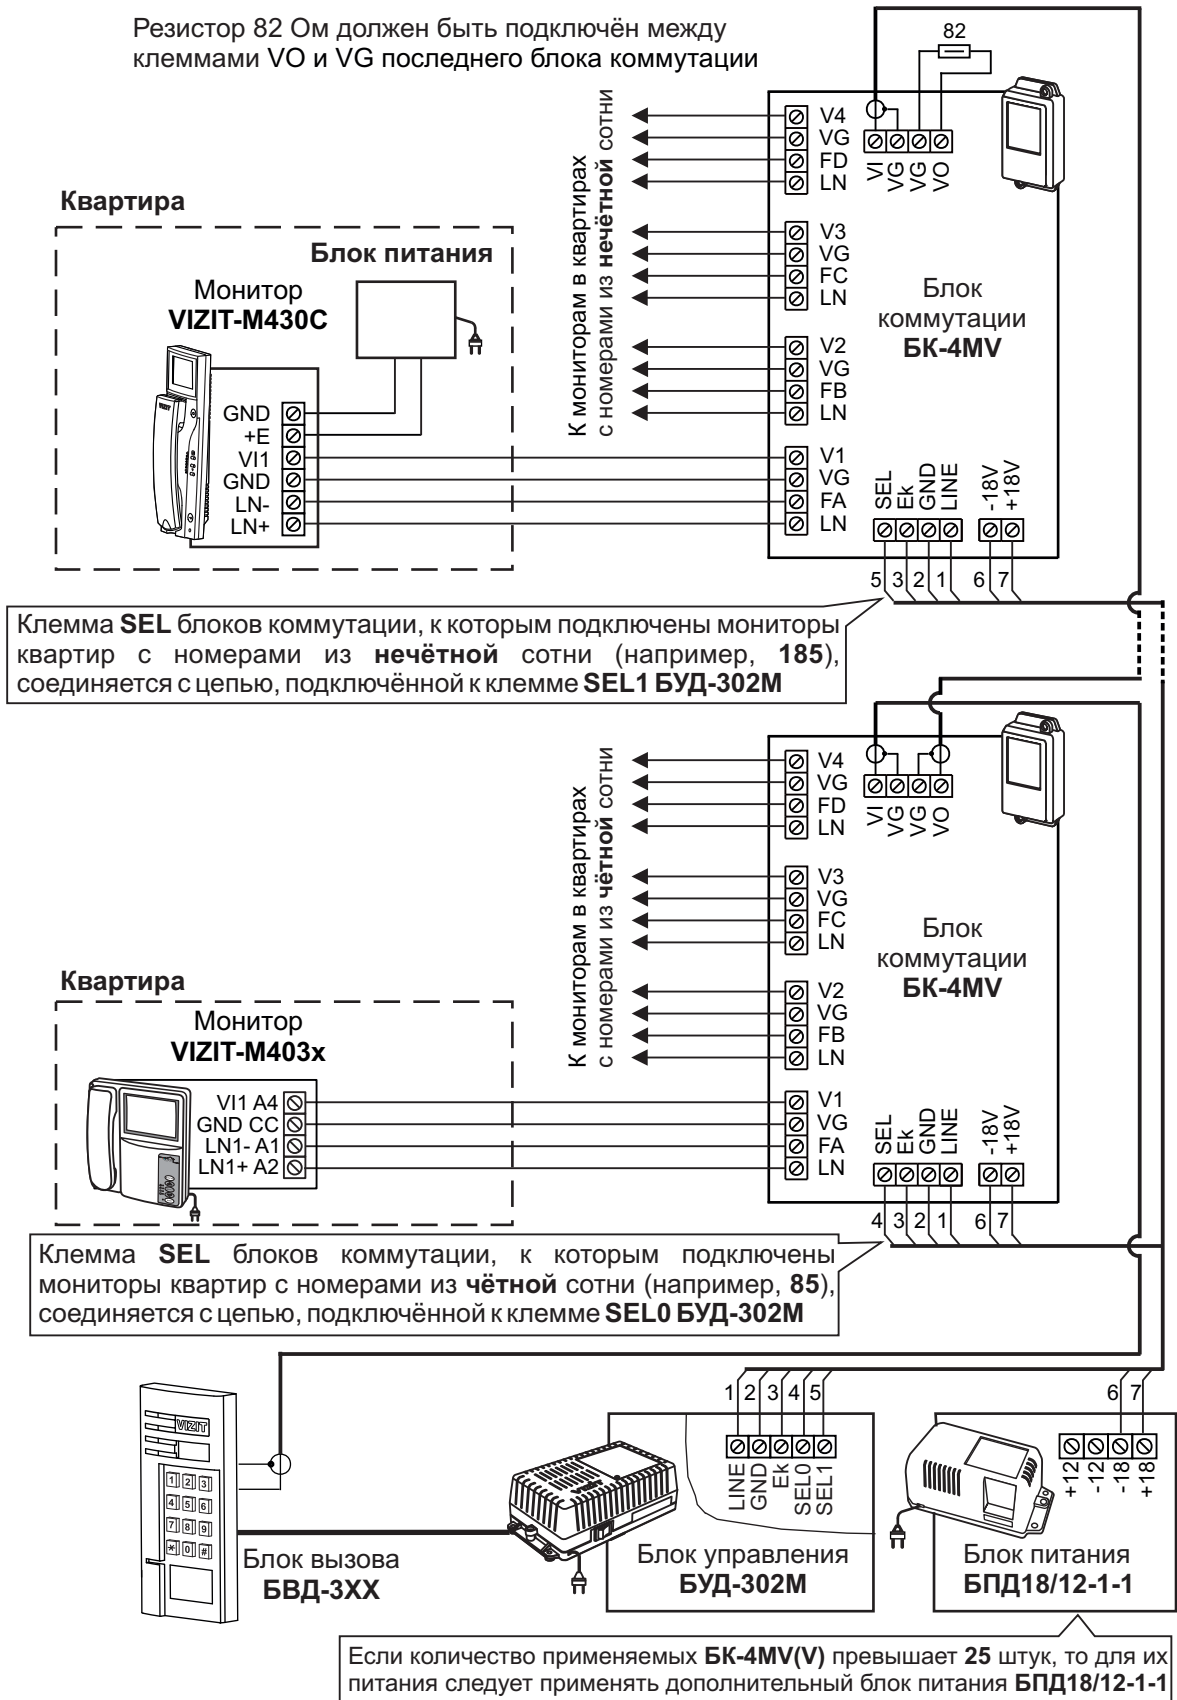 Резистор 82 Ом должен быть подключён между
клеммами VO и VG последнего блока коммутации
82
V4
VG
FD
LN
VI
VG
VG
VO
К мониторам в квартирах
с номерами из нечётной сотни
V3
VG
FC
LN
Блок
коммутации
БК-4MV
V2
VG
FB
LN
V1
VG
FA
LN
SEL
Ek
GND
LINE
-18V
+18V
5
3
2
1
6
7
Квартира
Блок питания
Монитор
VIZIT-M430C
VIZIT
GND
+E
VI1
GND
LN-
LN+
Клемма SEL блоков коммутации, к которым подключены мониторы
квартир с номерами из нечётной сотни (например, 185),
соединяется с цепью, подключённой к клемме SEL1 БУД-302М
V4
VG
FD
LN
VI
VG
VG
VO
К мониторам в квартирах
с номерами из чётной сотни
V3
VG
FC
LN
Блок
коммутации
БК-4MV
V2
VG
FB
LN
V1
VG
FA
LN
SEL
Ek
GND
LINE
-18V
+18V
4
3
2
1
6
7
Квартира
Монитор
VIZIT-M403x
VI1 A4
GND CC
LN1- A1
LN1+ A2
Клемма SEL блоков коммутации, к которым подключены
мониторы квартир с номерами из чётной сотни (например, 85),
соединяется с цепью, подключённой к клемме SEL0 БУД-302М
VIZIT
1 2 3
4 5 6
7 8 9
* 0 #
Блок вызова
БВД-3ХХ
1
2
3
4
5
LINE
GND
Ek
SEL0
SEL1
Блок управления
БУД-302М
6
7
+12
-12
-18
+18
Блок питания
БПД18/12-1-1
Если количество применяемых БК-4MV(V) превышает 25 штук, то для их
питания следует применять дополнительный блок питания БПД18/12-1-1